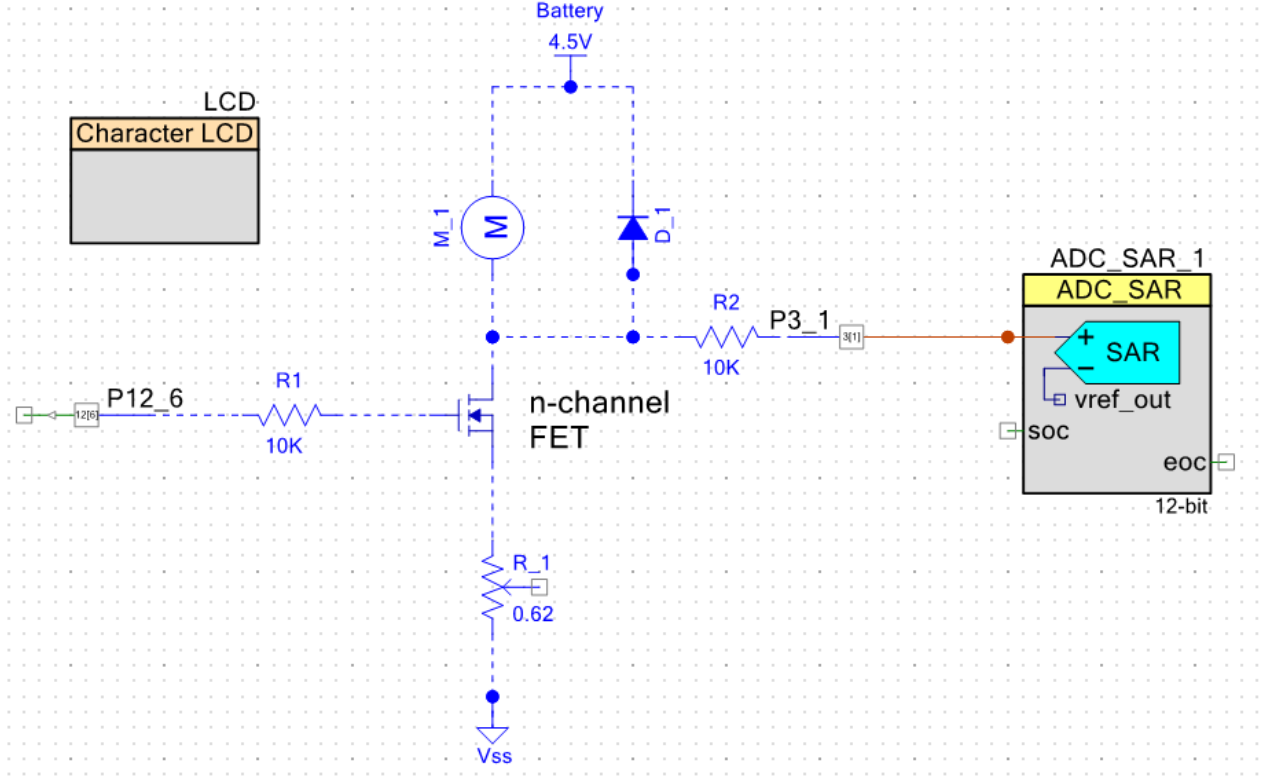 Battery
4.5V
LCD
Character LCD
M_1
M
D_1
R2
10K
P3_1
3[1]
ADC_SAR_1
ADC_SAR
+
SAR
−
vref_out
soc
eoc
12-bit
P12_6
12[6]
R1
10K
n-channel
FET
R_1
0.62
Vss